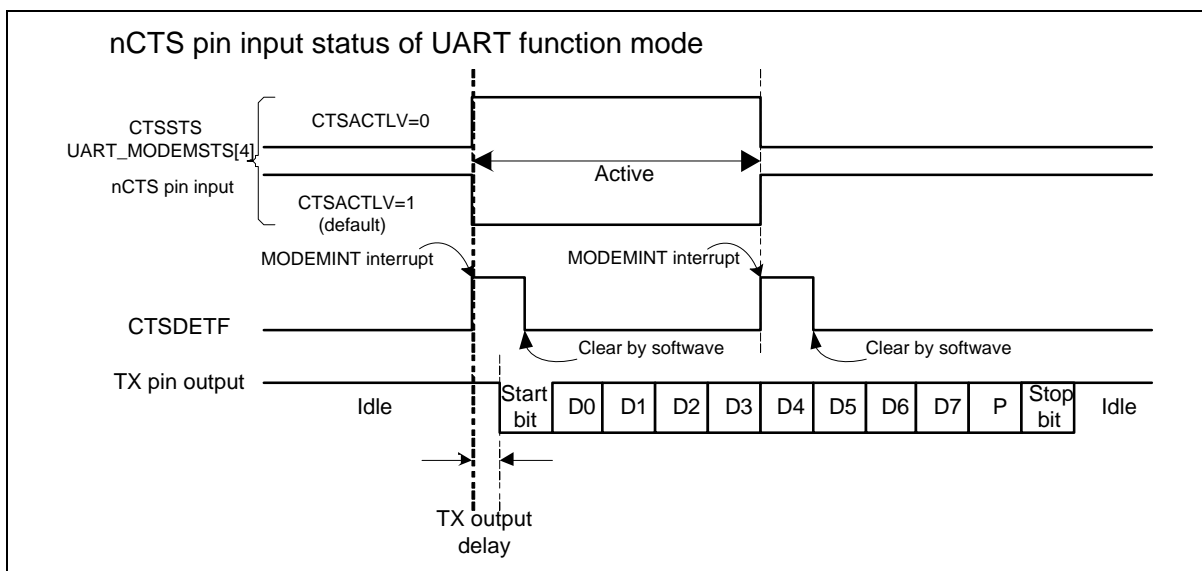 nCTS pin input status of UART function mode
CTSSTS
UART_MODEMSTS[4]
nCTS pin input
CTSACTLV=0
Active
CTSACTLV=1
(default)
MODEMINT interrupt
MODEMINT interrupt
CTSDETF
Clear by softwave
Clear by softwave
TX pin output
Idle
Start
bit
D0
D1
D2
D3
D4
D5
D6
D7
P
Stop
bit
Idle
TX output
delay